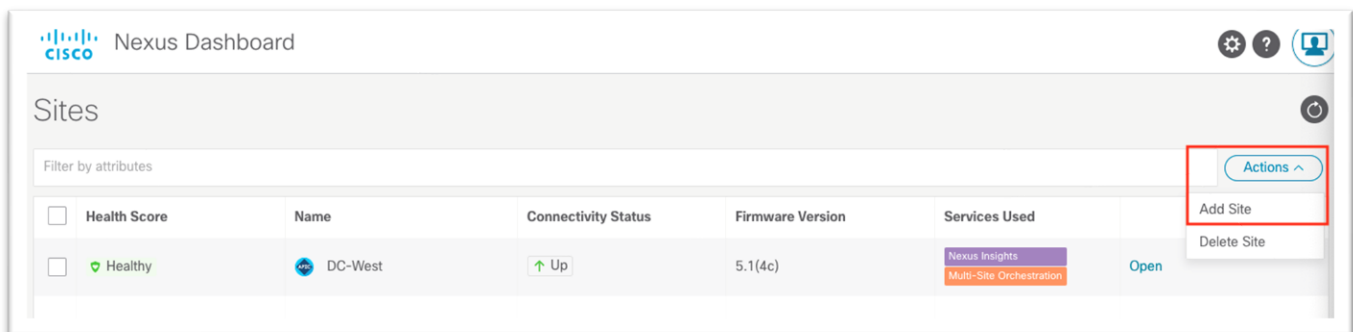 CISCO Nexus Dashboard
Sites
Filter by attributes
Actions
Add Site
Delete Site
Health Score Name Connectivity Status Firmware Version Services Used
Healthy APIC DC-West Up 5.1(4c) Nexus Insights
Multi-Site Orchestration
Open